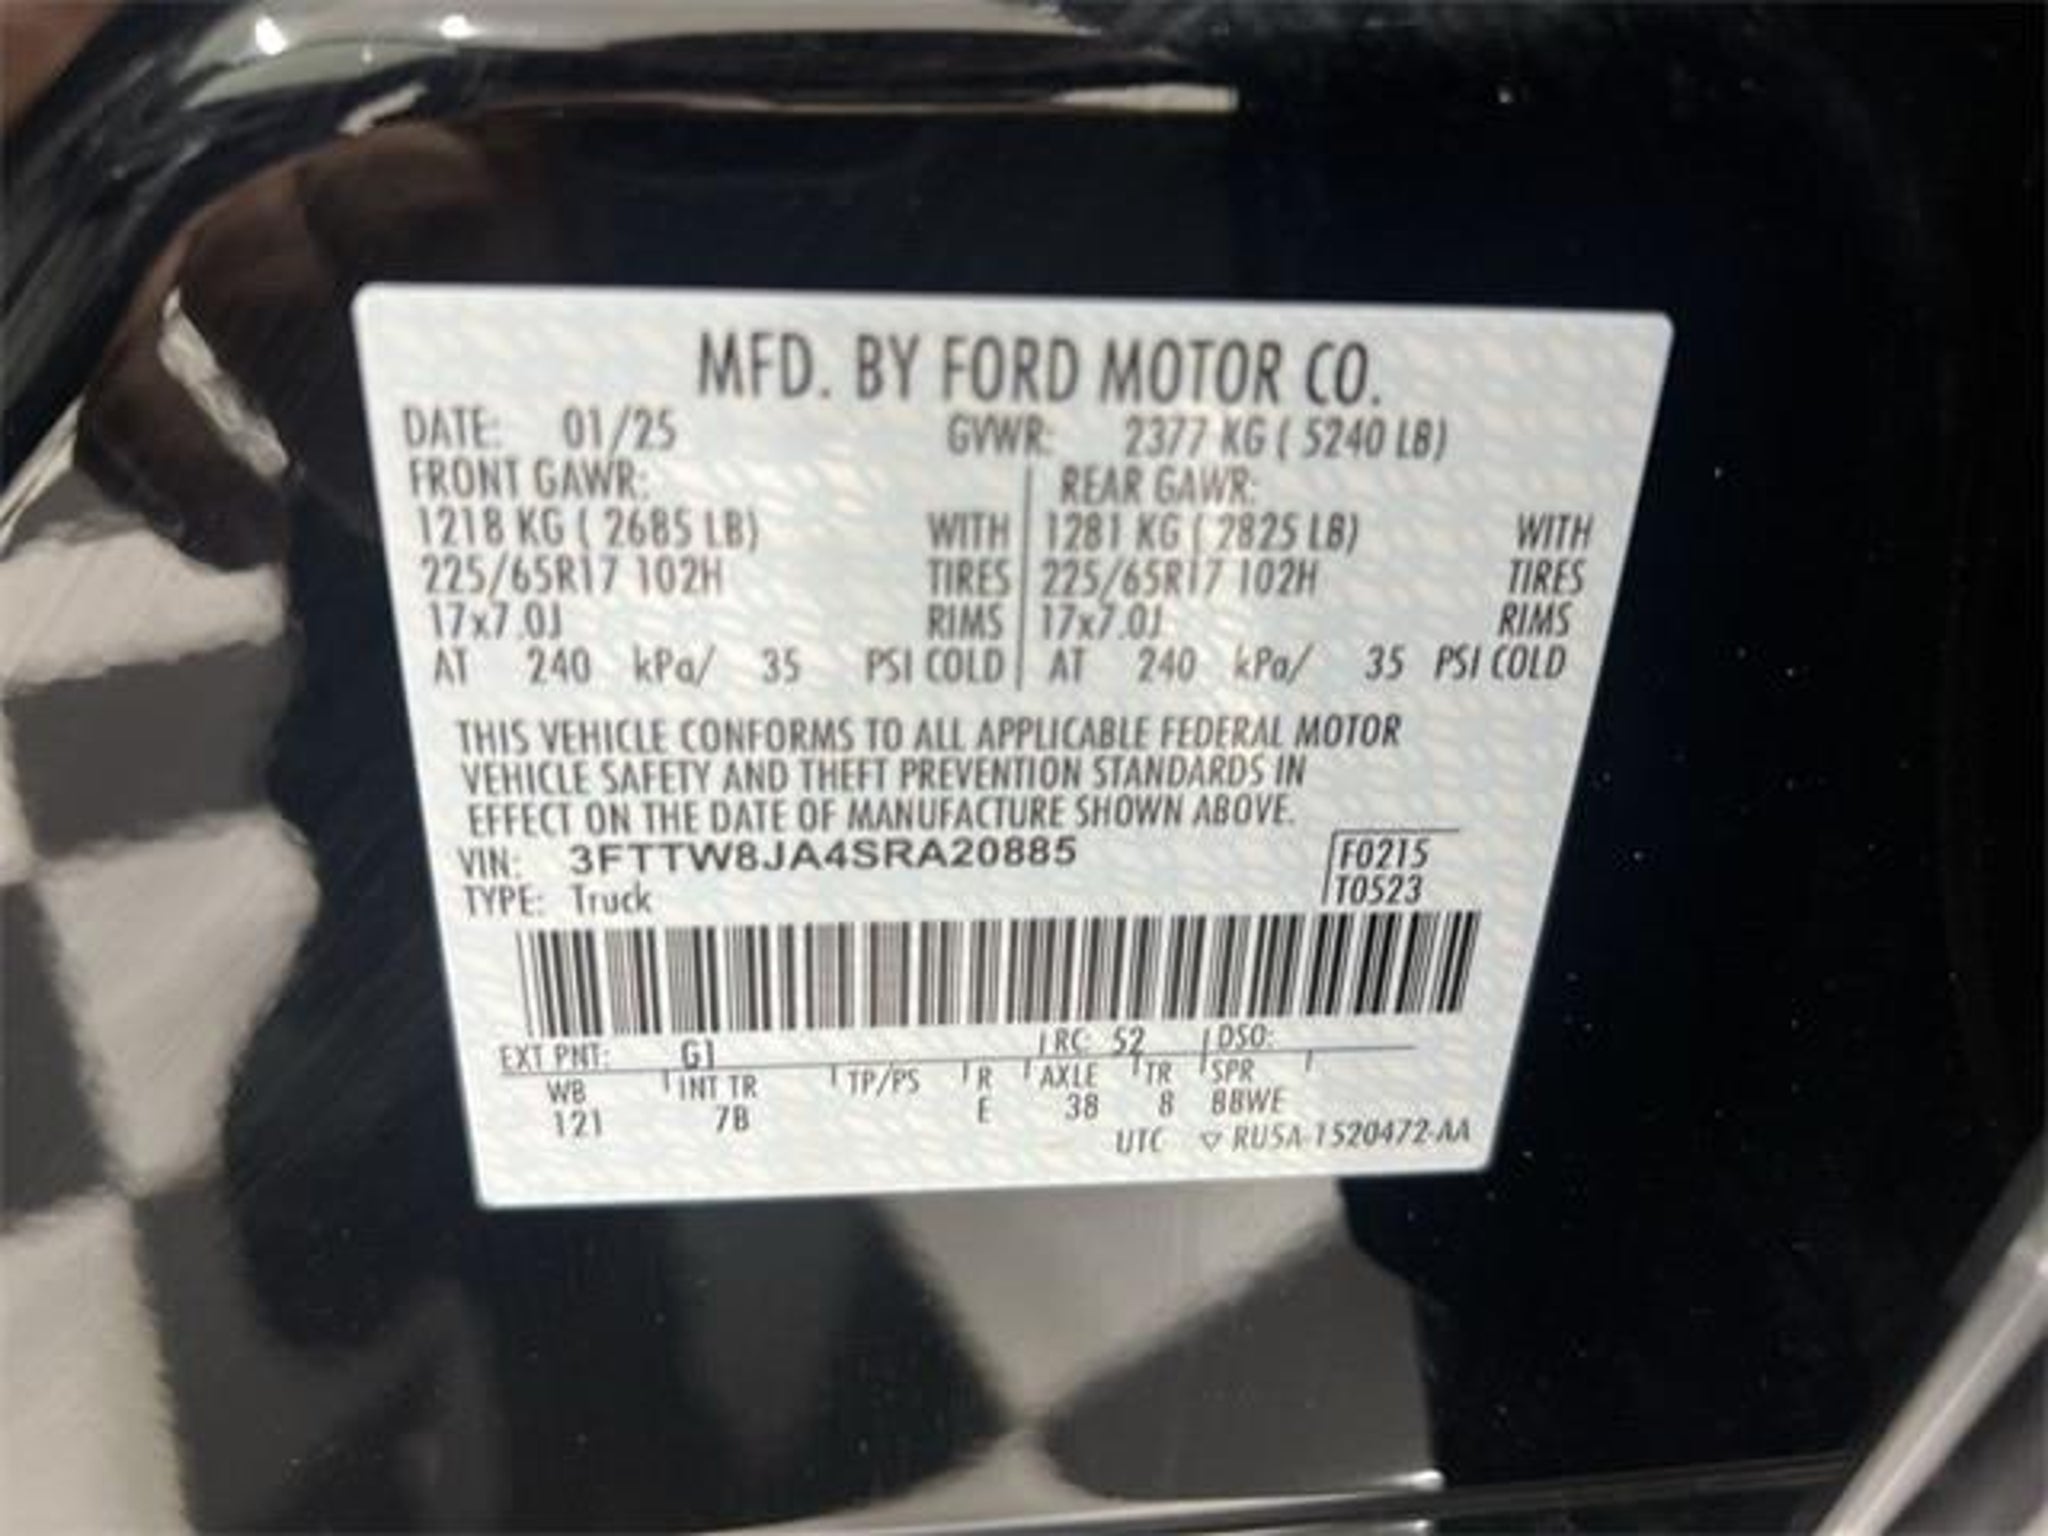 MFD. BY FORD MOTOR CO.
DATE: 01/25 GVWR: 2377 KG ( 5240 LB)
FRONT GAWR: REAR GAWR:
1218 KG ( 2685 LB) WITH 1281 KG ( 2825 LB) WITH
225/65R17 102H TIRES 225/65R17 102H TIRES
17x7.0J RIMS 17x7.0J RIMS
AT 240 kPa/ 35 PSI COLD AT 240 kPa/ 35 PSI COLD
THIS VEHICLE CONFORMS TO ALL APPLICABLE FEDERAL MOTOR
VEHICLE SAFETY AND THEFT PREVENTION STANDARDS IN
EFFECT ON THE DATE OF MANUFACTURE SHOWN ABOVE.
VIN: 3FTTW8JA4SRA20885 F0215
TYPE: Truck T0523
EXT PNT: G1 RC: 52 DSO:
WB INT TR TP/PS R AXLE TR SPR
121 7B E 38 8 BBWE
UTC ▽ RU5A-1520472-AA